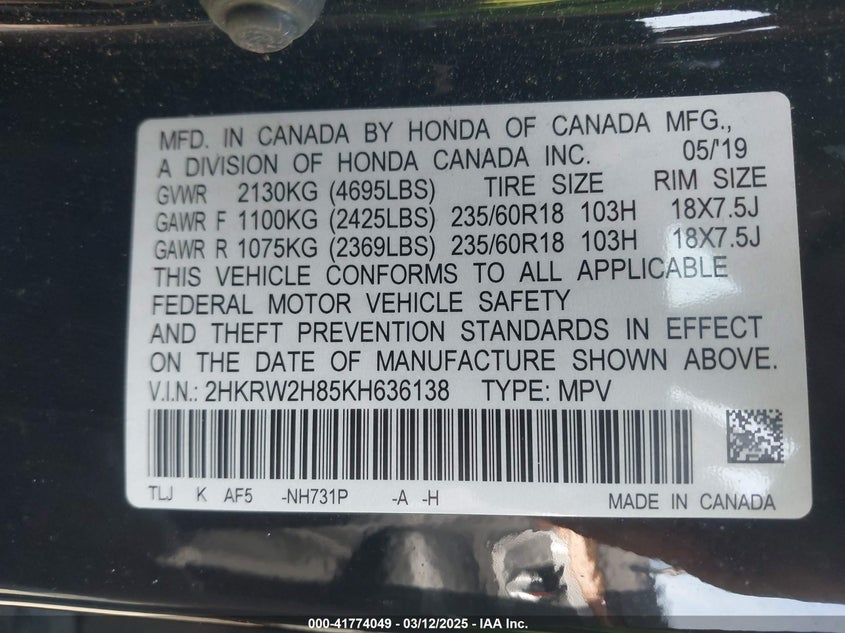 MFD. IN CANADA BY HONDA OF CANADA MFG.,
A DIVISION OF HONDA CANADA INC. 05/'19
GVWR 2130KG (4695LBS) TIRE SIZE RIM SIZE
GAWR F 1100KG (2425LBS) 235/60R18 103H 18X7.5J
GAWR R 1075KG (2369LBS) 235/60R18 103H 18X7.5J
THIS VEHICLE CONFORMS TO ALL APPLICABLE
FEDERAL MOTOR VEHICLE SAFETY
AND THEFT PREVENTION STANDARDS IN EFFECT
ON THE DATE OF MANUFACTURE SHOWN ABOVE.
V.I.N.: 2HKRW2H85KH636138 TYPE: MPV
TLJ K AF5 -NH731P -A -H MADE IN CANADA
000-41774049 - 03/12/2025 - IAA Inc.